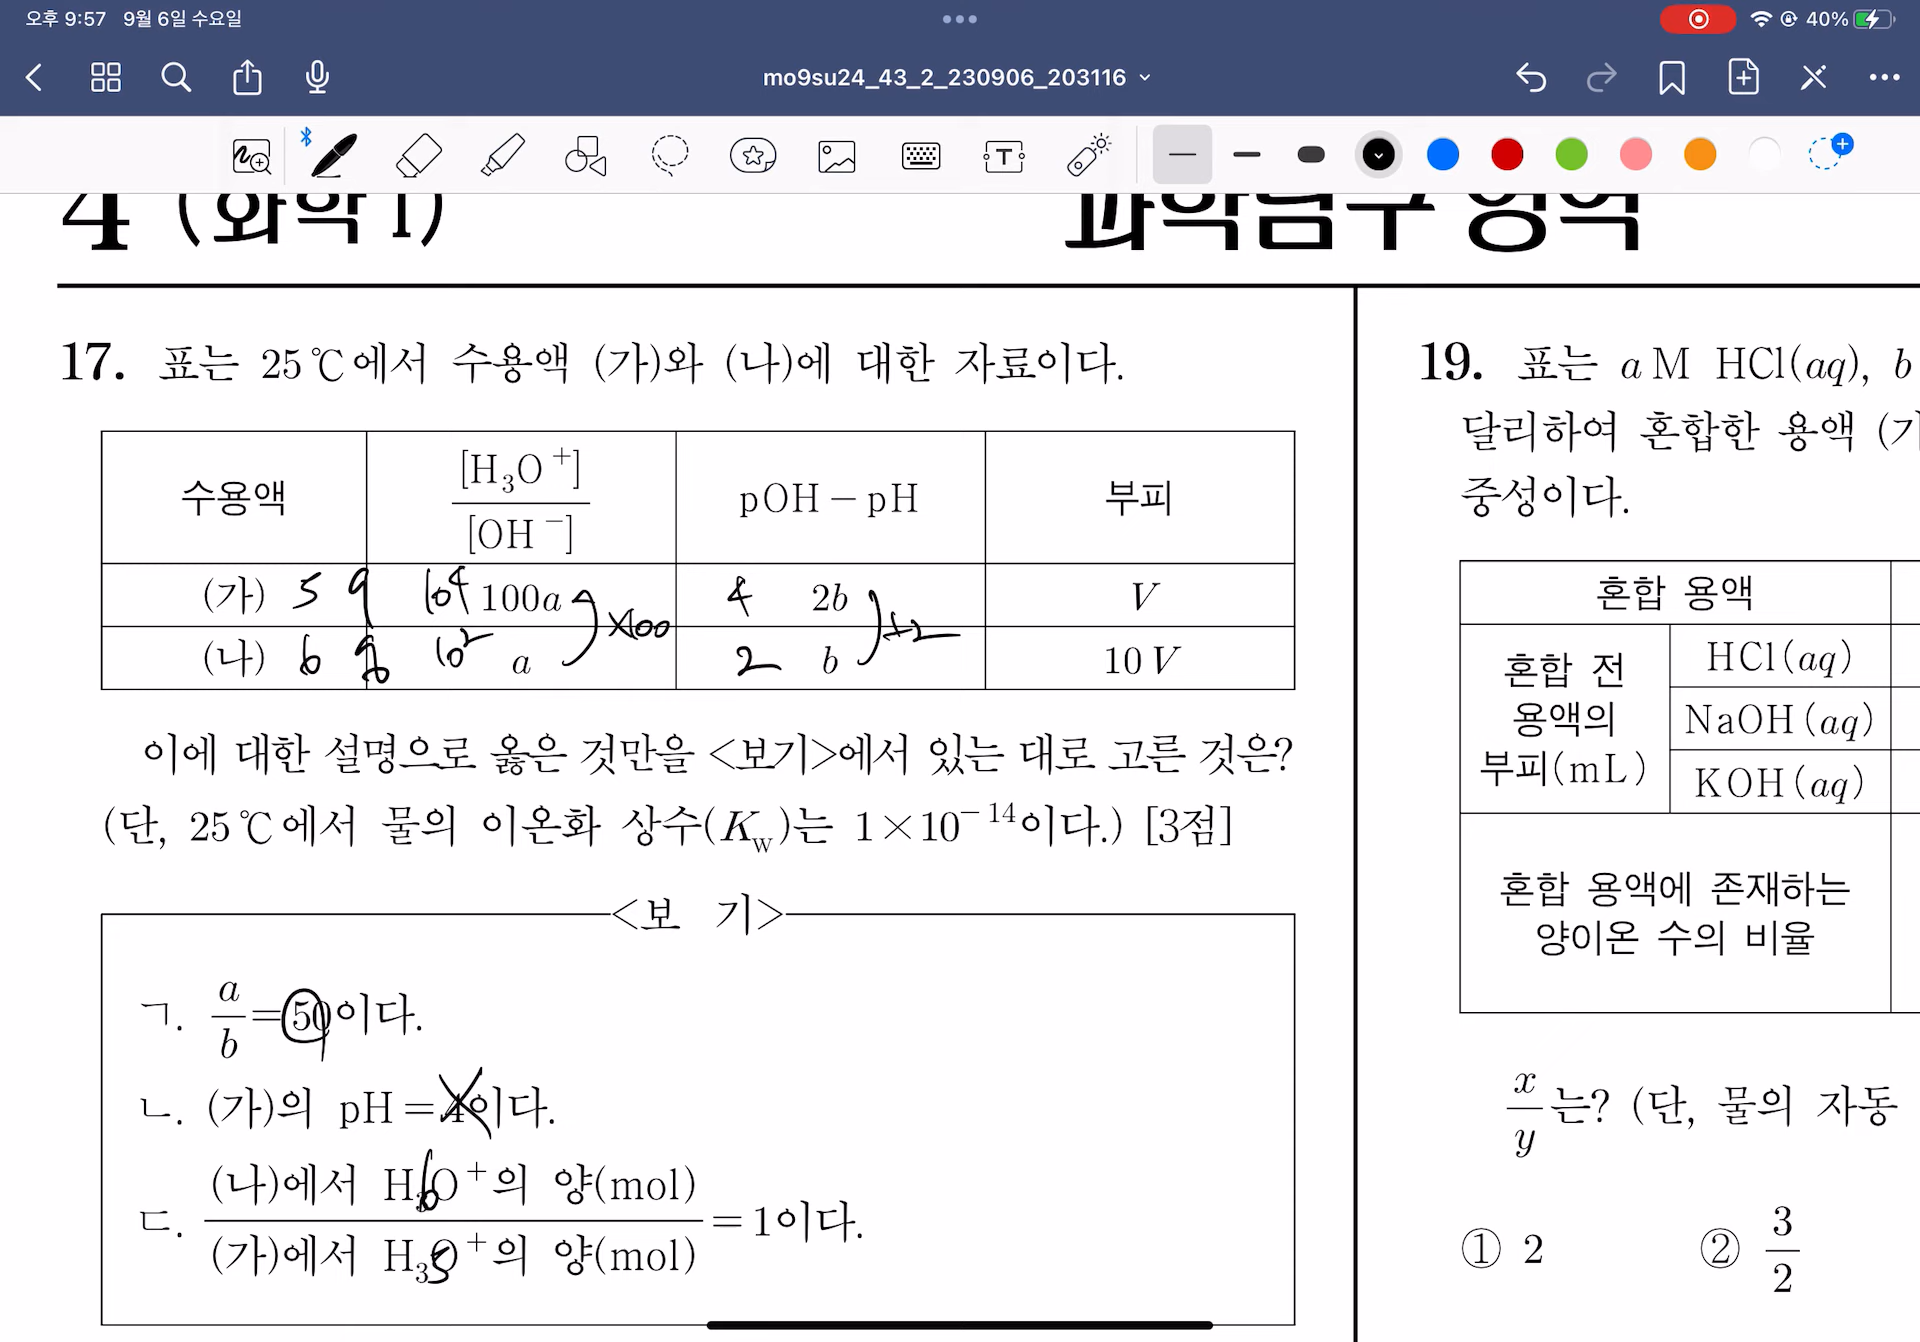 오후 9:57 9월 6일 수요일
40%
mo9su24_43_2_230906_203116
4 (화학 I)
과학탐구 영역
17. 표는 25℃에서 수용액 (가)와 (나)에 대한 자료이다.
수용액 [H₃O⁺]/[OH⁻] pOH − pH 부피
(가) 5 9 10⁴ 100a 4 2b V
×100 +2
(나) 6 8 10² a 2 b 10V
이에 대한 설명으로 옳은 것만을 <보기>에서 있는 대로 고른 것은?
(단, 25℃에서 물의 이온화 상수(Kw)는 1×10⁻¹⁴이다.) [3점]
<보 기>
ㄱ. a/b = 50이다.
ㄴ. (가)의 pH = 4이다.
ㄷ. (나)에서 H₃O⁺의 양(mol) / (가)에서 H₃O⁺의 양(mol) = 1이다.
6
5
19. 표는 a M HCl(aq), b
달리하여 혼합한 용액 (가
중성이다.
혼합 용액
혼합 전 용액의 부피(mL)
HCl(aq)
NaOH(aq)
KOH(aq)
혼합 용액에 존재하는
양이온 수의 비율
x/y 는? (단, 물의 자동
① 2 ② 3/2